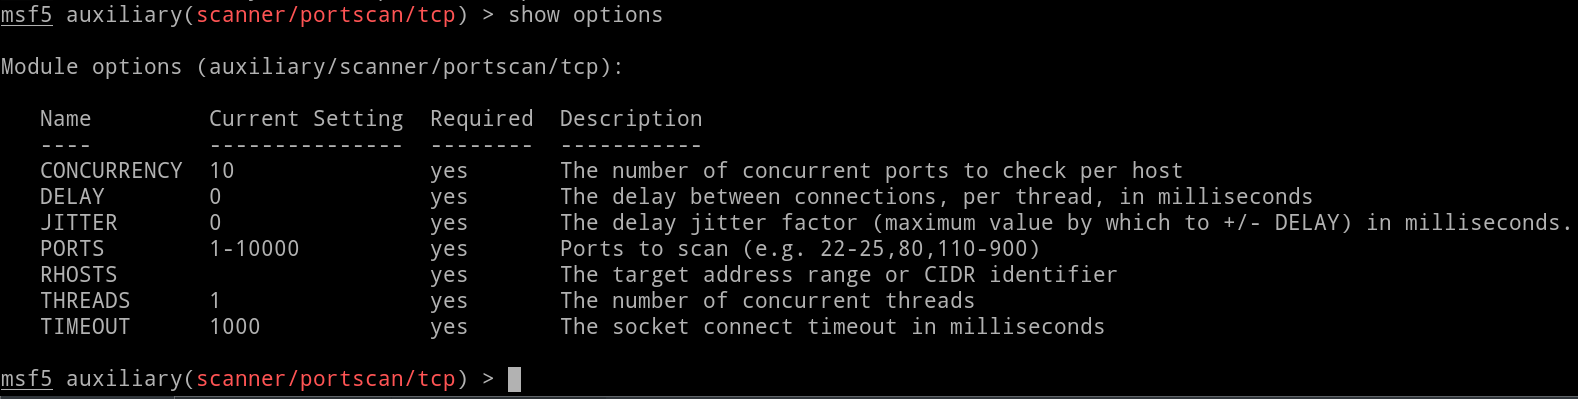 msf5 auxiliary(scanner/portscan/tcp) > show options
Module options (auxiliary/scanner/portscan/tcp):
Name Current Setting Required Description
---- --------------- -------- -----------
CONCURRENCY 10 yes The number of concurrent ports to check per host
DELAY 0 yes The delay between connections, per thread, in milliseconds
JITTER 0 yes The delay jitter factor (maximum value by which to +/- DELAY) in milliseconds.
PORTS 1-10000 yes Ports to scan (e.g. 22-25,80,110-900)
RHOSTS yes The target address range or CIDR identifier
THREADS 1 yes The number of concurrent threads
TIMEOUT 1000 yes The socket connect timeout in milliseconds
msf5 auxiliary(scanner/portscan/tcp) >